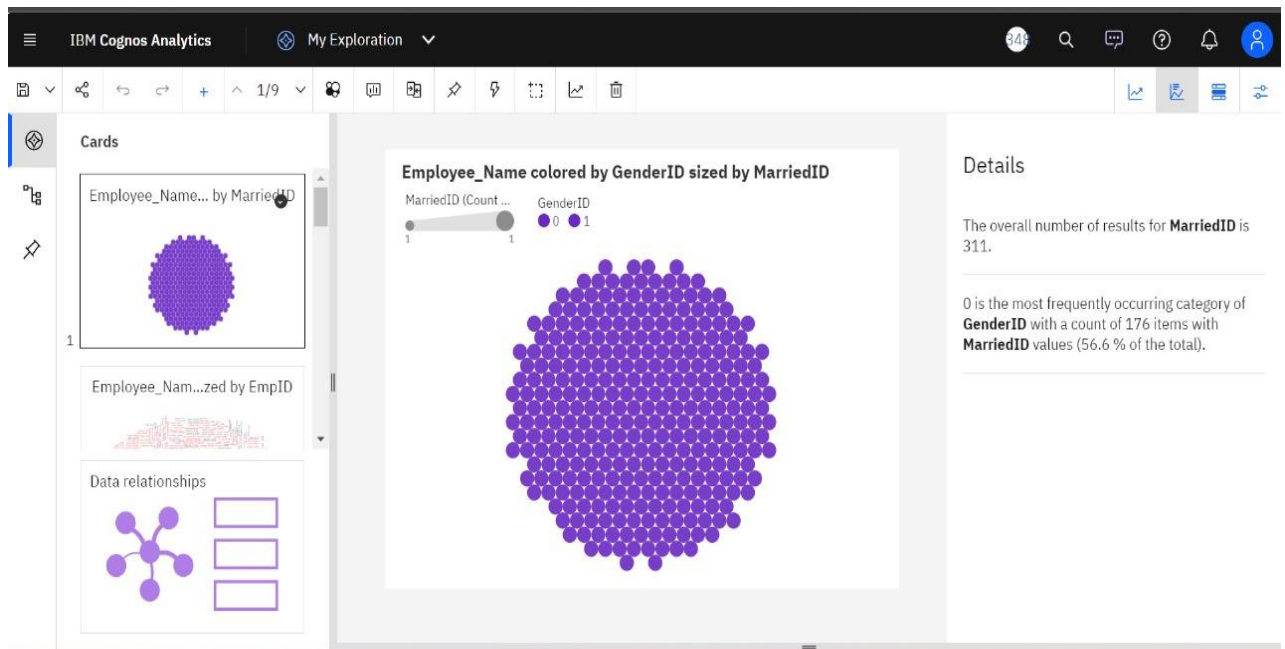 IBM Cognos Analytics
My Exploration
348
1/9
Cards
Employee_Name... by MarriedID
1
Employee_Nam...zed by EmpID
Data relationships
Employee_Name colored by GenderID sized by MarriedID
MarriedID (Count ...
GenderID
0 1
1 1
Details
The overall number of results for MarriedID is
311.
0 is the most frequently occurring category of
GenderID with a count of 176 items with
MarriedID values (56.6 % of the total).